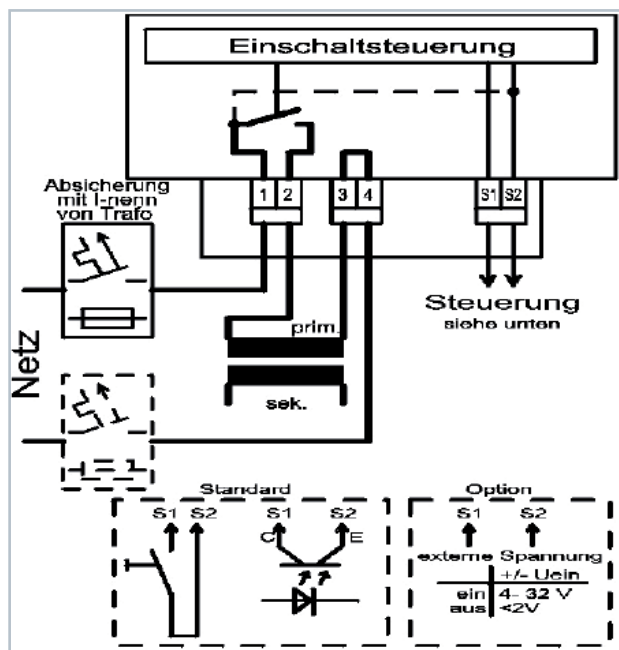 Einschaltsteuerung
Absicherung
mit I-nenn
von Trafo
1 2 3 4 S1 S2
Steuerung
siehe unten
prim.
Netz
sek.
Standard
S1 S2 S1 S2
C E
Option
S1 S2
externe Spannung
+/- Uein
ein 4- 32 V
aus <2V